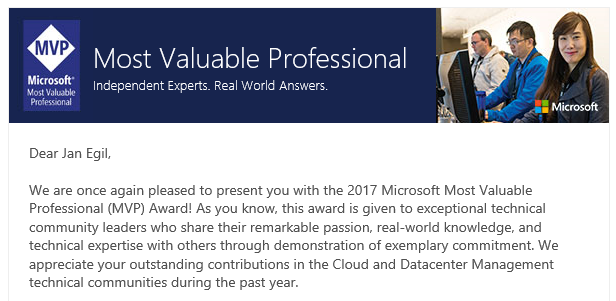 MVP
Microsoft®
Most Valuable
Professional
Most Valuable Professional
Independent Experts. Real World Answers.
Microsoft
Dear Jan Egil,
We are once again pleased to present you with the 2017 Microsoft Most Valuable
Professional (MVP) Award! As you know, this award is given to exceptional technical
community leaders who share their remarkable passion, real-world knowledge, and
technical expertise with others through demonstration of exemplary commitment. We
appreciate your outstanding contributions in the Cloud and Datacenter Management
technical communities during the past year.